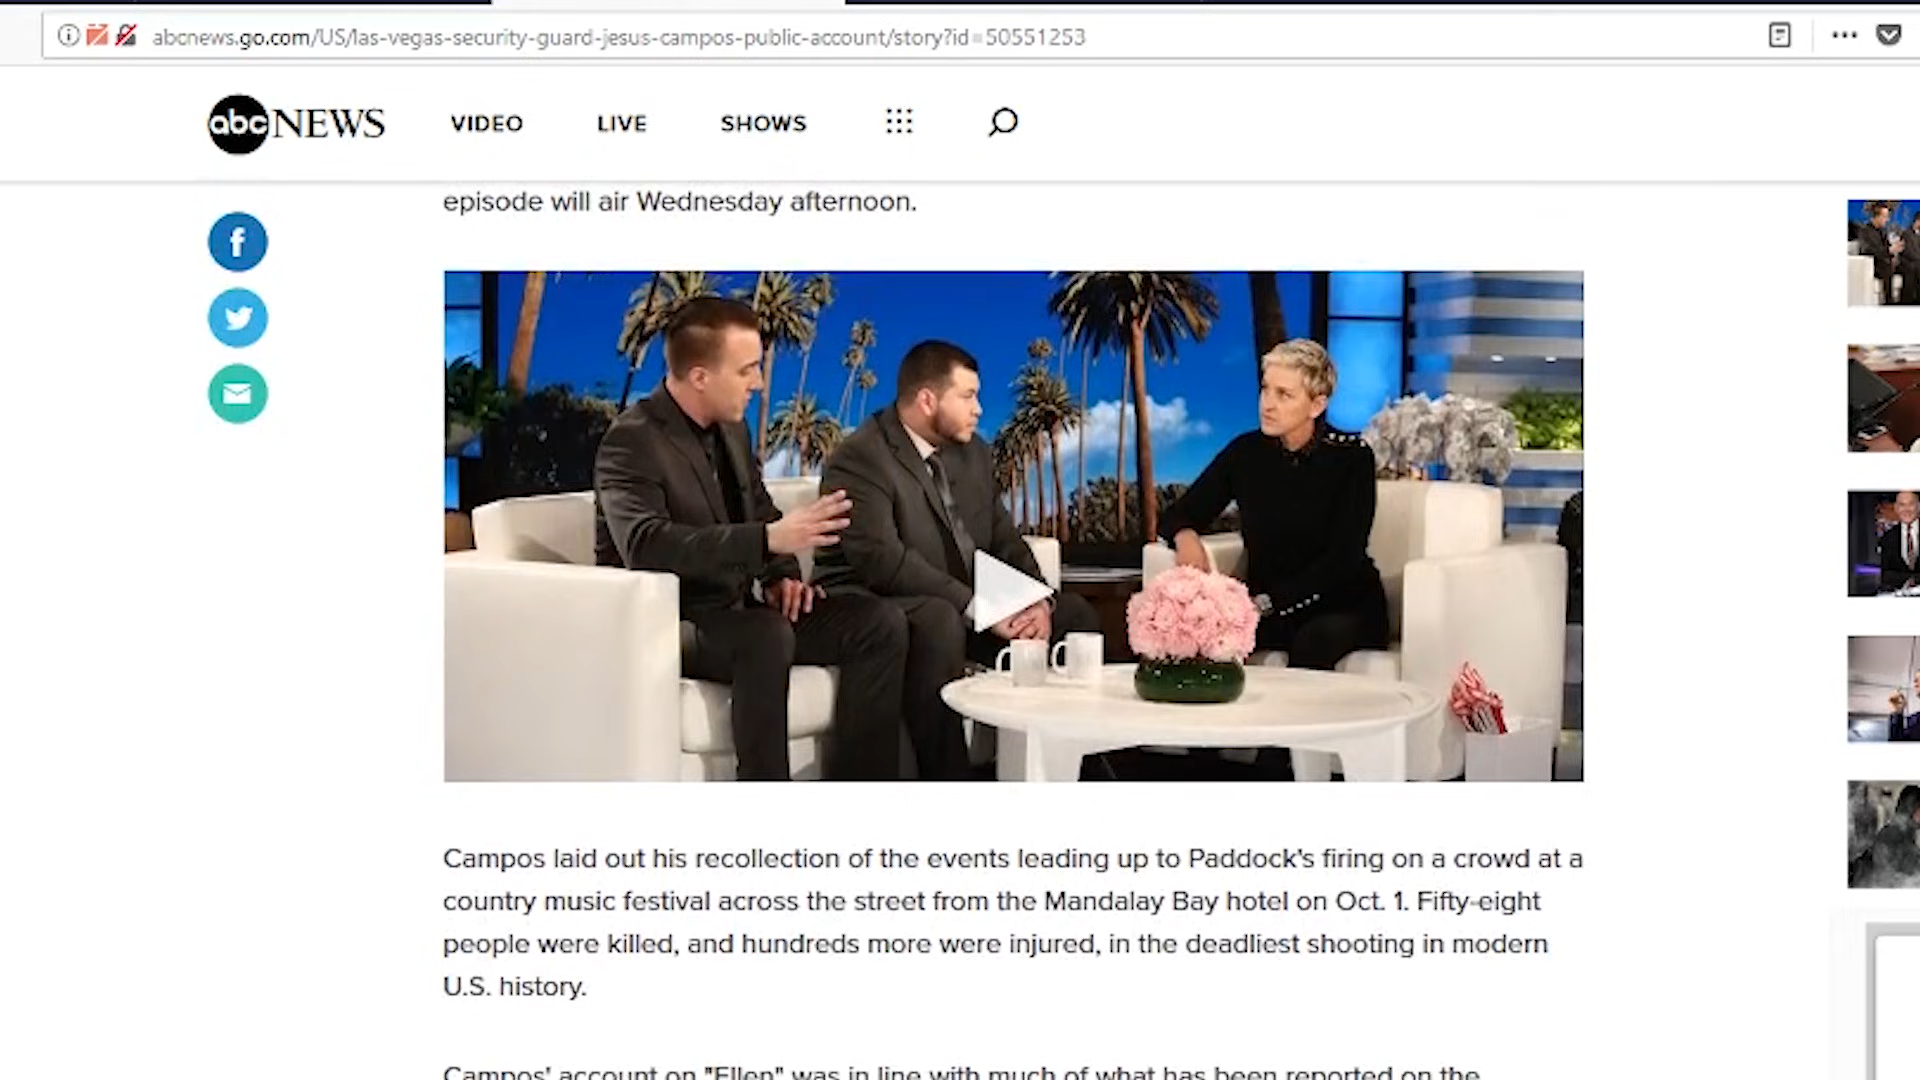 abcnews.go.com/US/las-vegas-security-guard-jesus-campos-public-account/story?id=50551253
abc NEWS VIDEO LIVE SHOWS
episode will air Wednesday afternoon.
Campos laid out his recollection of the events leading up to Paddock's firing on a crowd at a
country music festival across the street from the Mandalay Bay hotel on Oct. 1. Fifty-eight
people were killed, and hundreds more were injured, in the deadliest shooting in modern
U.S. history.
Campos' account on "Ellen" was in line with much of what has been reported on the